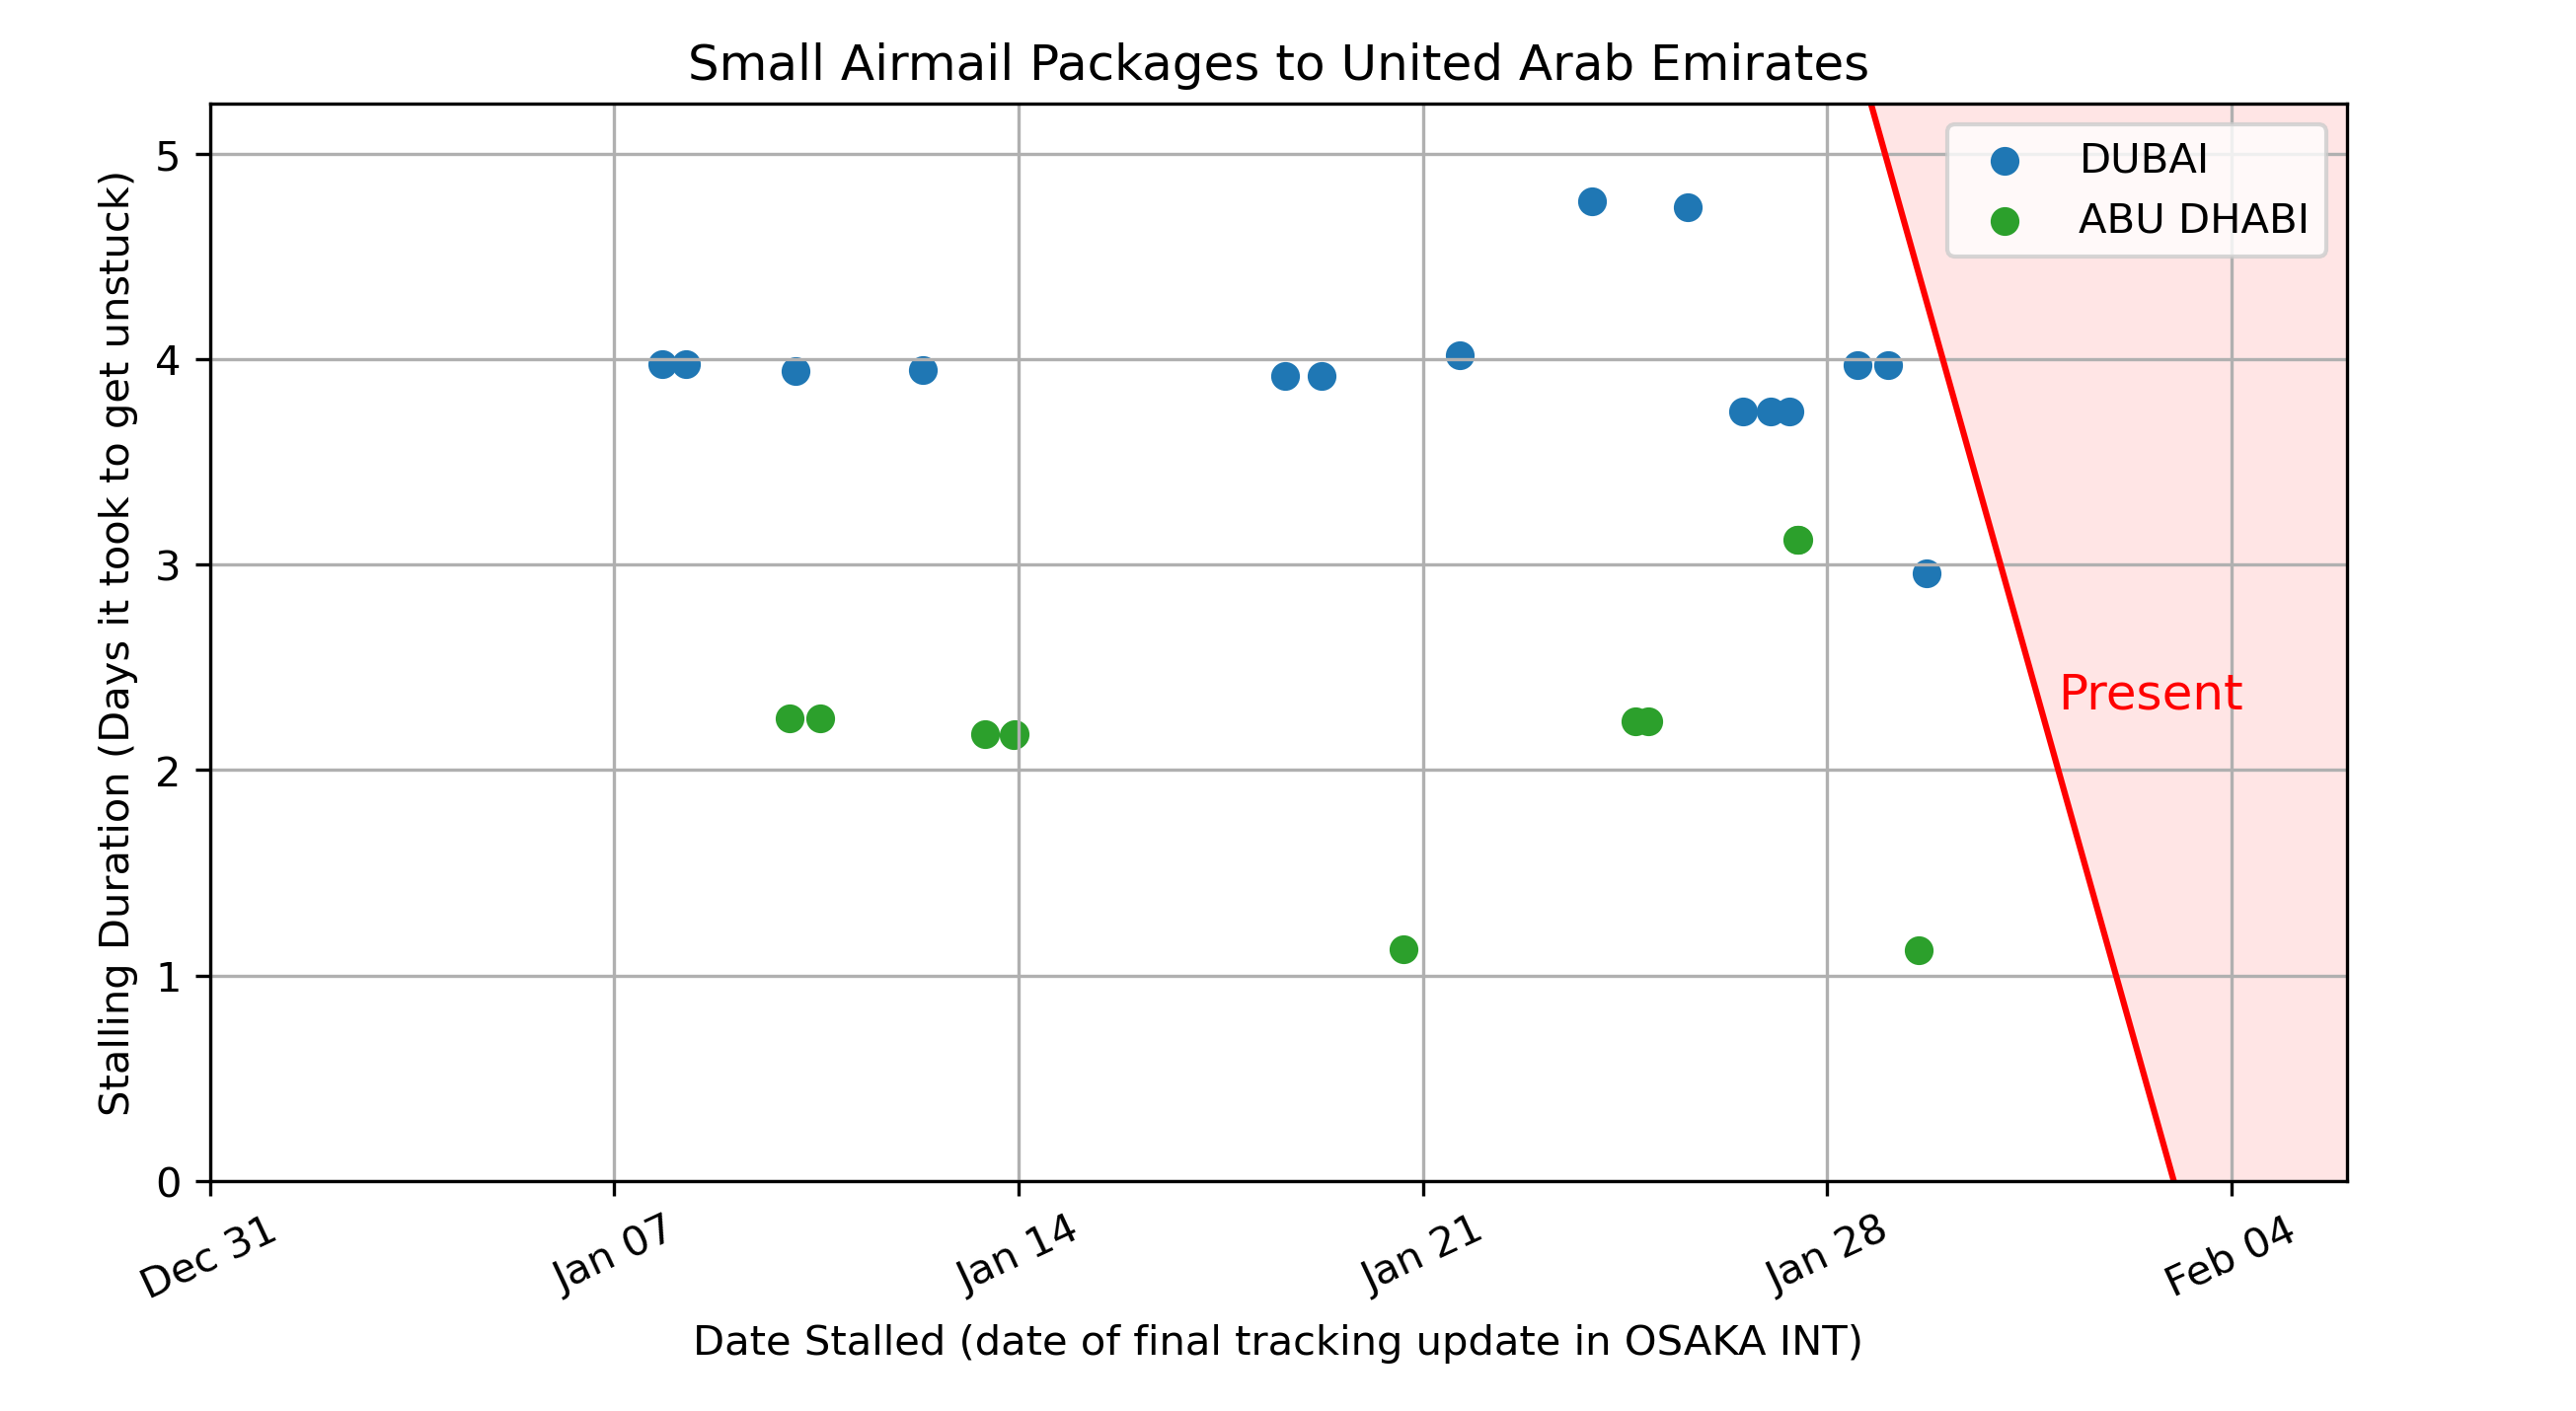 Small Airmail Packages to United Arab Emirates
Stalling Duration (Days it took to get unstuck)
5
4
3
2
1
0
DUBAI
ABU DHABI
Present
Dec 31
Jan 07
Jan 14
Jan 21
Jan 28
Feb 04
Date Stalled (date of final tracking update in OSAKA INT)